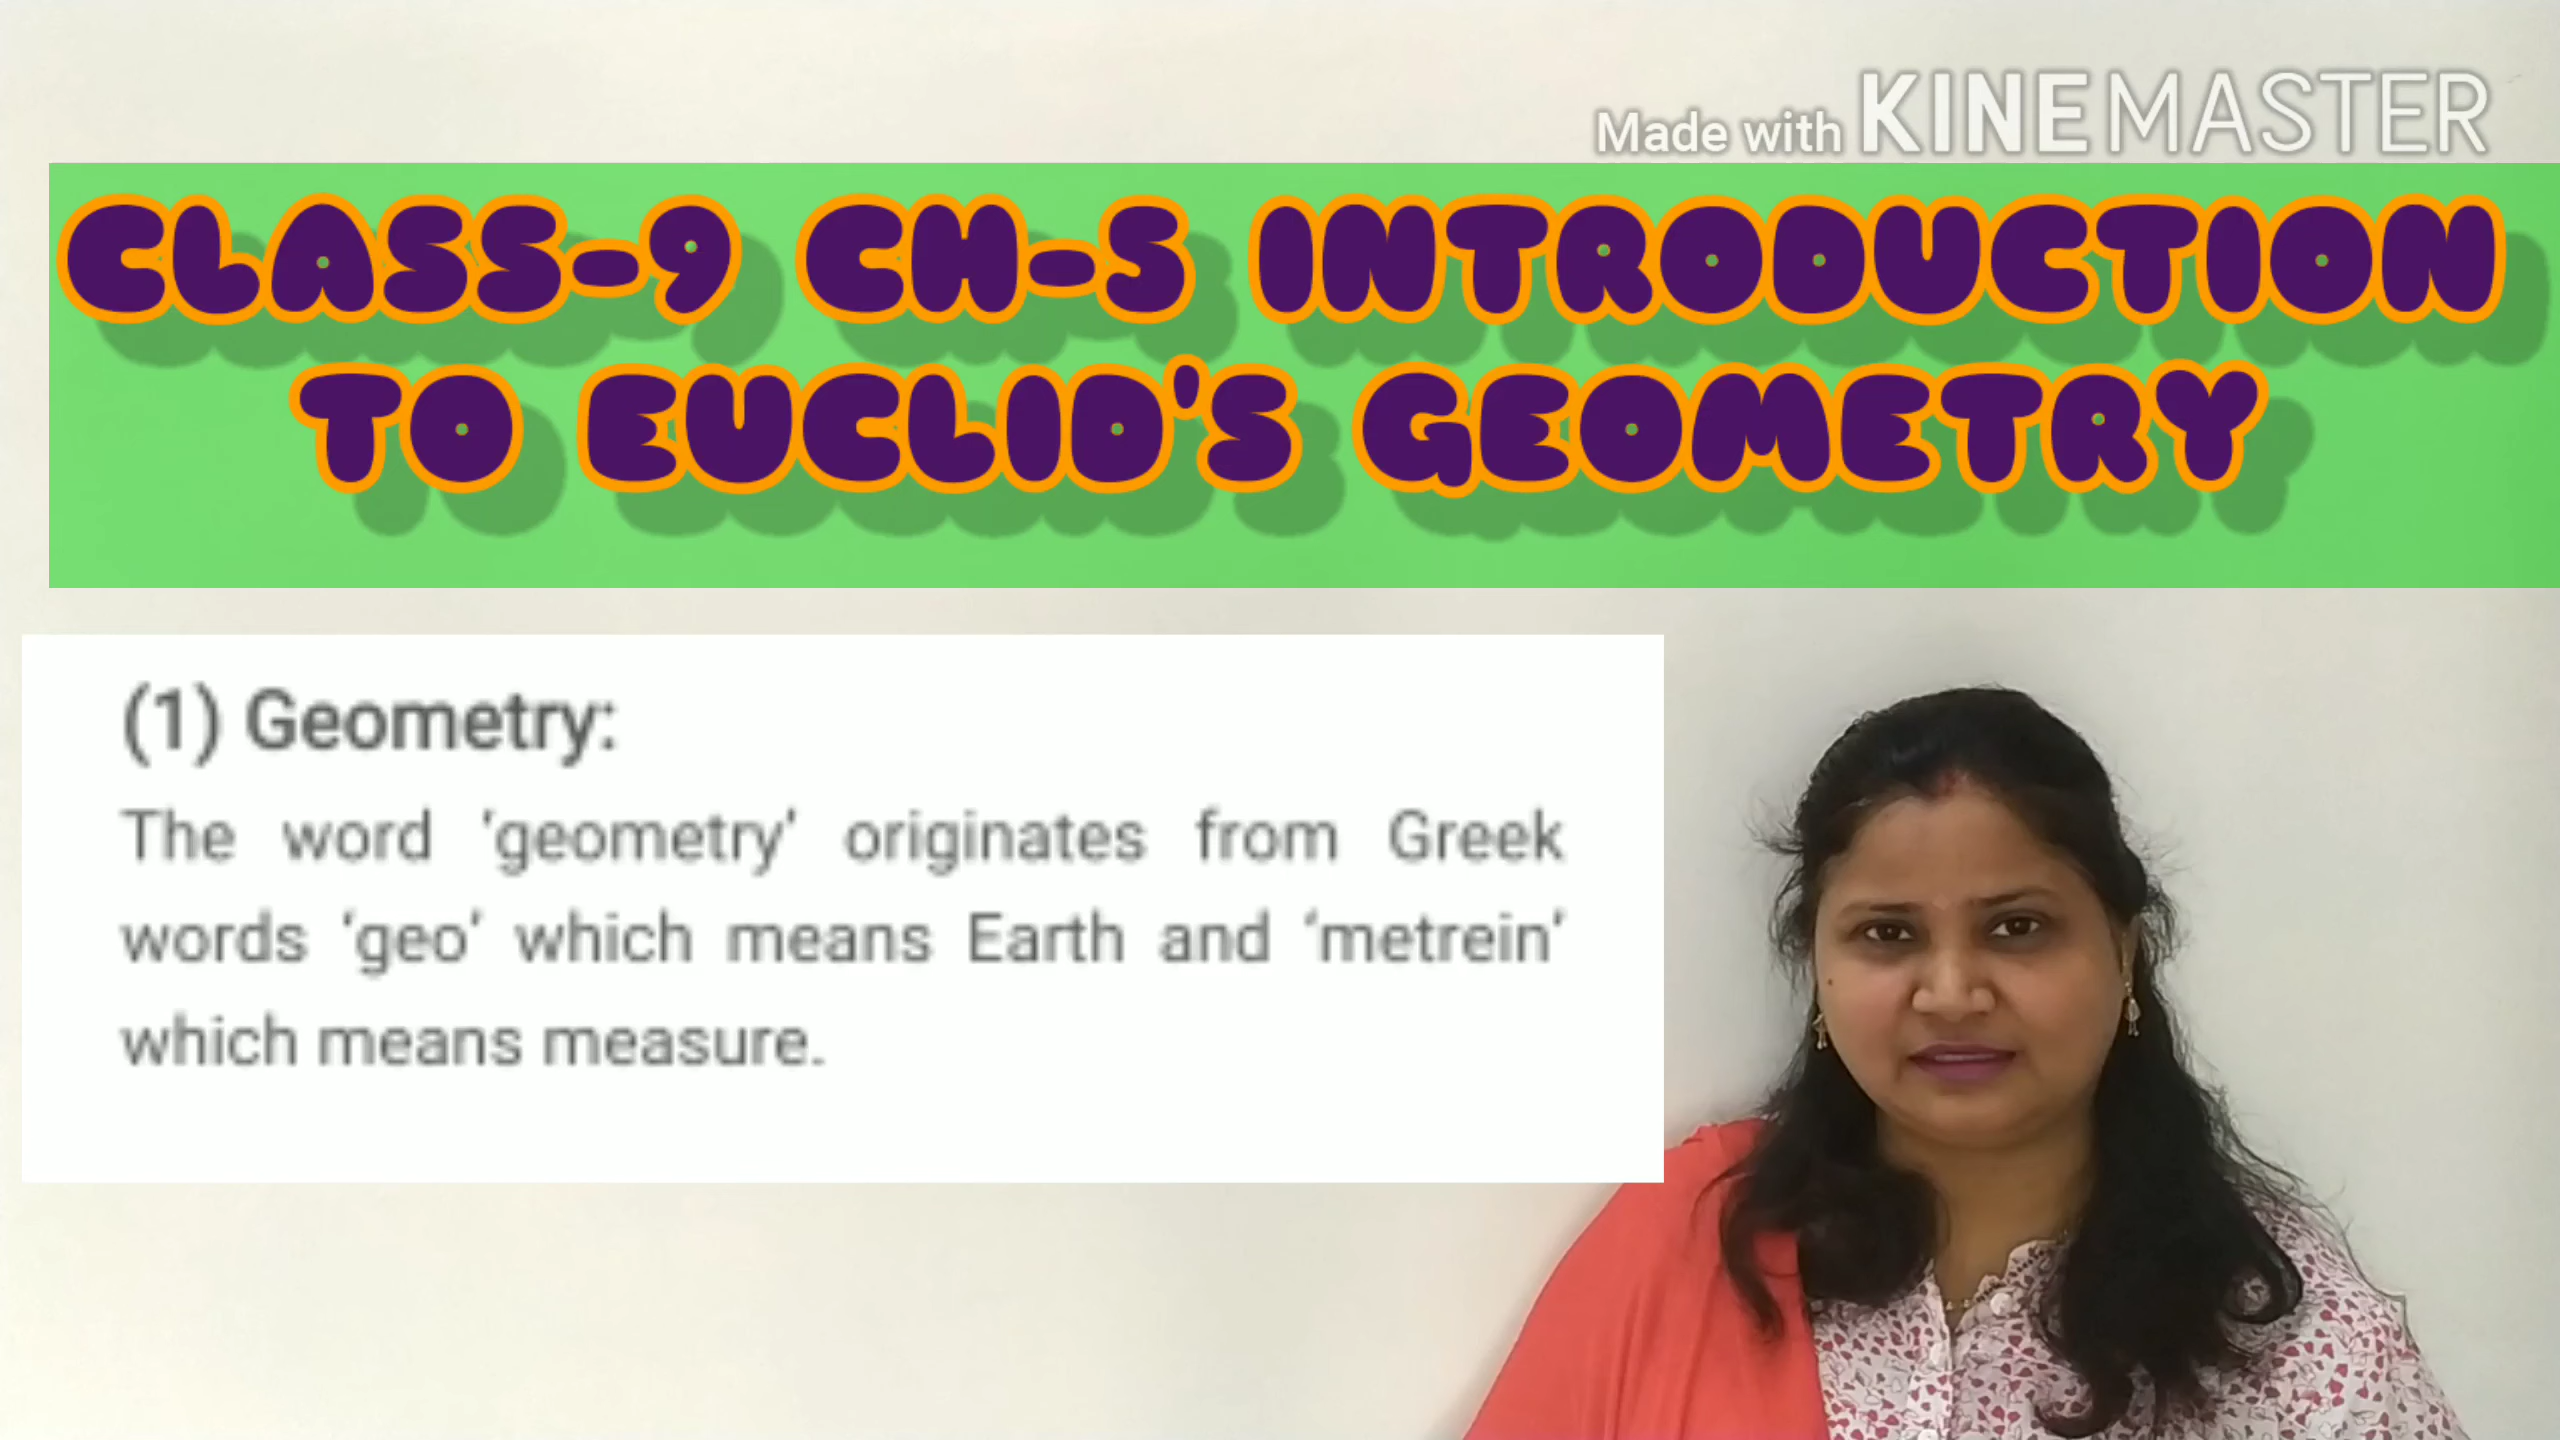 Made with KINEMASTER
CLASS-9 CH-5 INTRODUCTION
TO EUCLID'S GEOMETRY
(1) Geometry:
The word ‘geometry’ originates from Greek
words ‘geo’ which means Earth and ‘metrein’
which means measure.